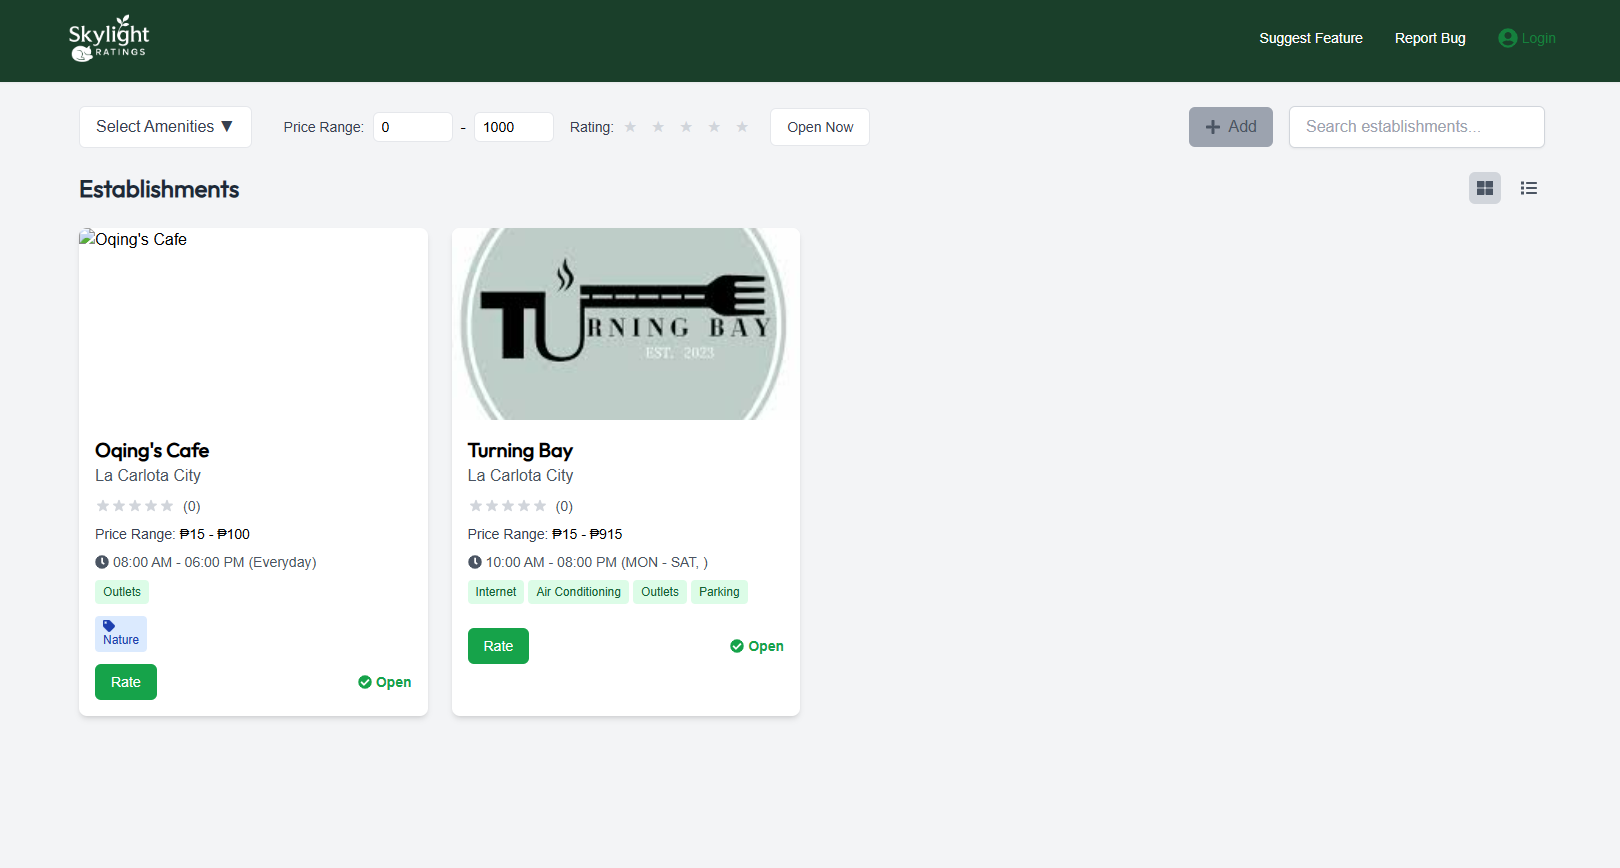 Skylight
RATINGS
Suggest Feature
Report Bug
Login
Select Amenities ▼
Price Range: 0 - 1000
Rating:
Open Now
+ Add
Search establishments...
Establishments
Oqing's Cafe
TURNING BAY
EST. 2023
Oqing's Cafe
La Carlota City
(0)
Price Range: ₱15 - ₱100
08:00 AM - 06:00 PM (Everyday)
Outlets
Nature
Rate
Open
Turning Bay
La Carlota City
(0)
Price Range: ₱15 - ₱915
10:00 AM - 08:00 PM (MON - SAT, )
Internet Air Conditioning Outlets Parking
Rate
Open